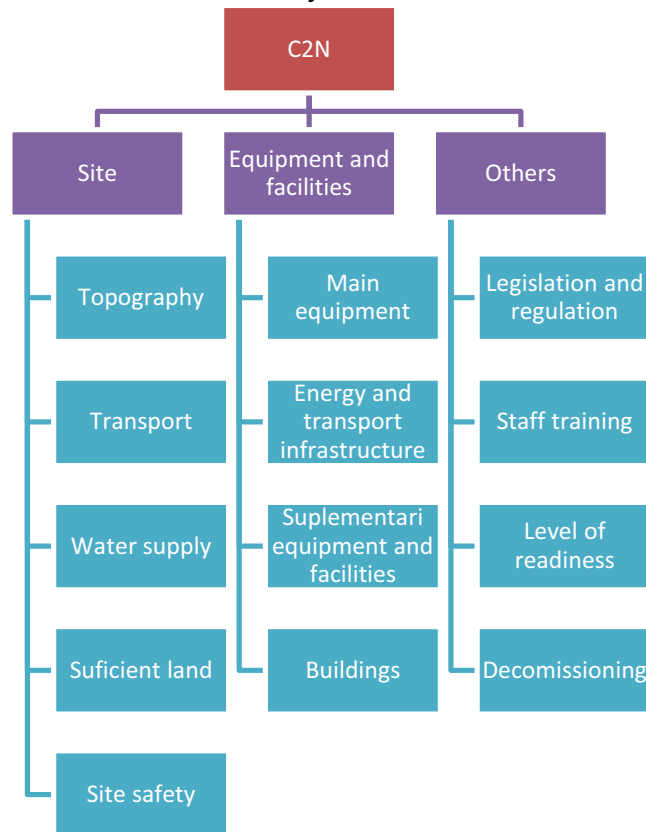 C2N
Site
Equipment and
facilities
Others
Topography
Transport
Water supply
Suficient land
Site safety
Main
equipment
Energy and
transport
infrastructure
Suplementari
equipment and
facilities
Buildings
Legislation and
regulation
Staff training
Level of
readiness
Decomissioning